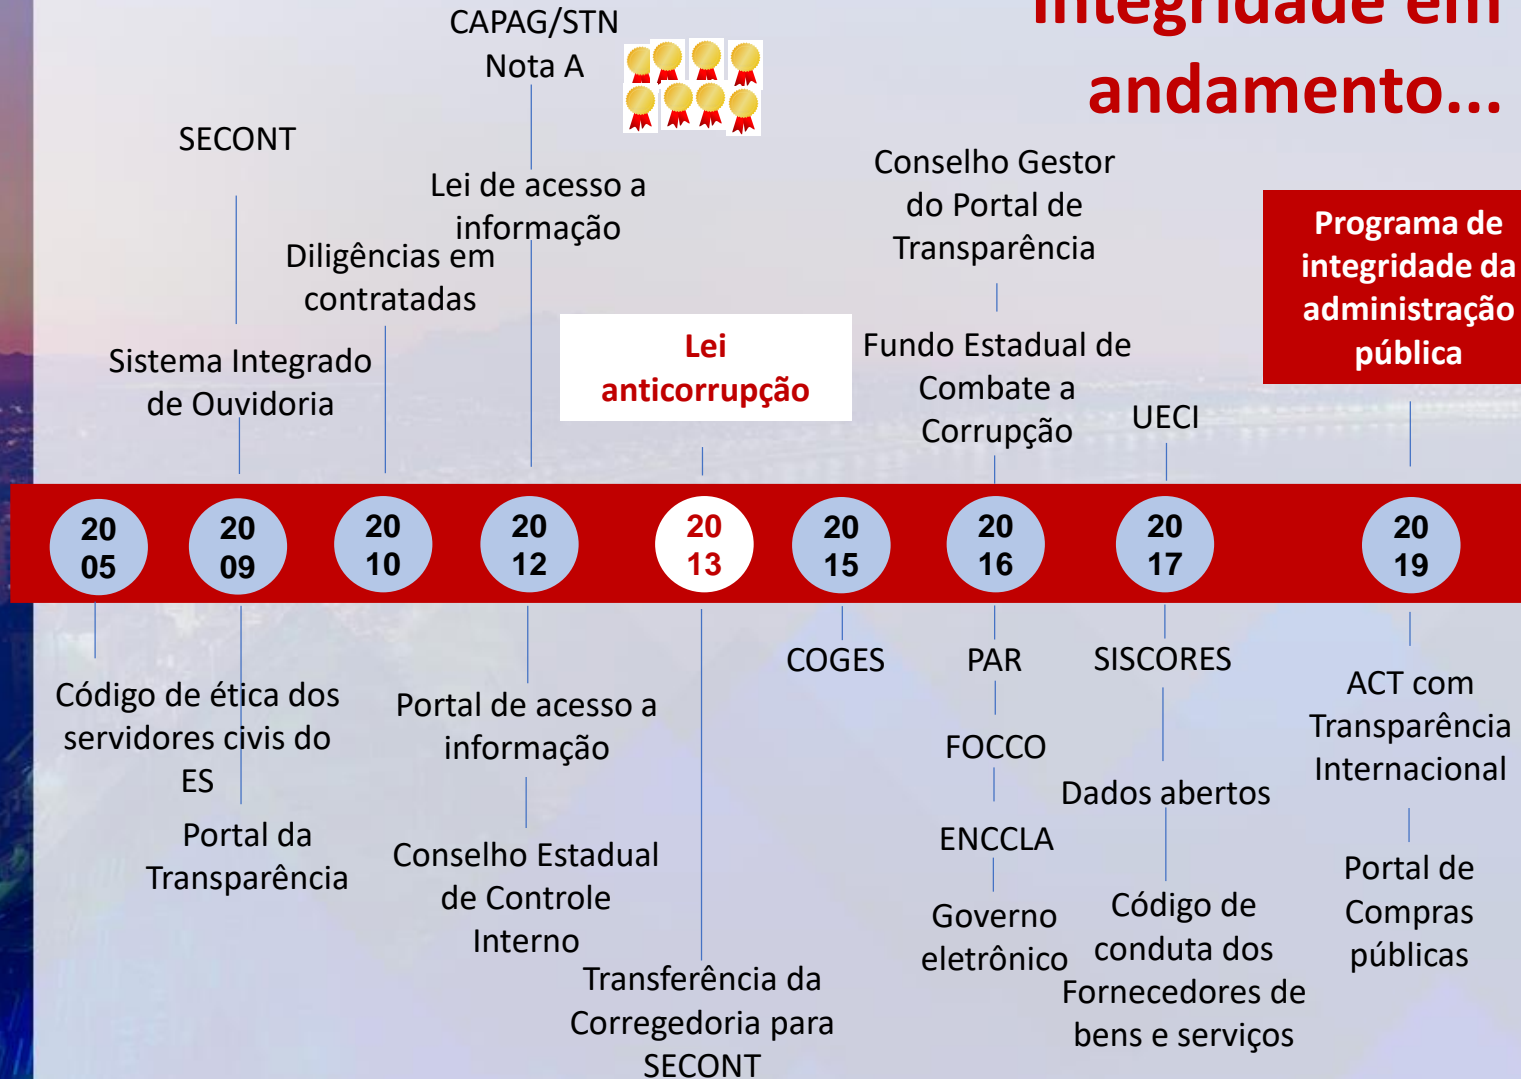 Integridade em
andamento...
CAPAG/STN
Nota A
SECONT
Lei de acesso a
informação
Diligências em
contratadas
Sistema Integrado
de Ouvidoria
Lei
anticorrupção
Conselho Gestor
do Portal de
Transparência
Fundo Estadual de
Combate a
Corrupção
UECI
Programa de
integridade da
administração
pública
20
05
20
09
20
10
20
12
20
13
20
15
20
16
20
17
20
19
Código de ética dos
servidores civis do
ES
Portal da
Transparência
Portal de acesso a
informação
Conselho Estadual
de Controle
Interno
Transferência da
Corregedoria para
SECONT
COGES
PAR
FOCCO
ENCCLA
Governo
eletrônico
SISCORES
Dados abertos
Código de
conduta dos
Fornecedores de
bens e serviços
ACT com
Transparência
Internacional
Portal de
Compras
públicas